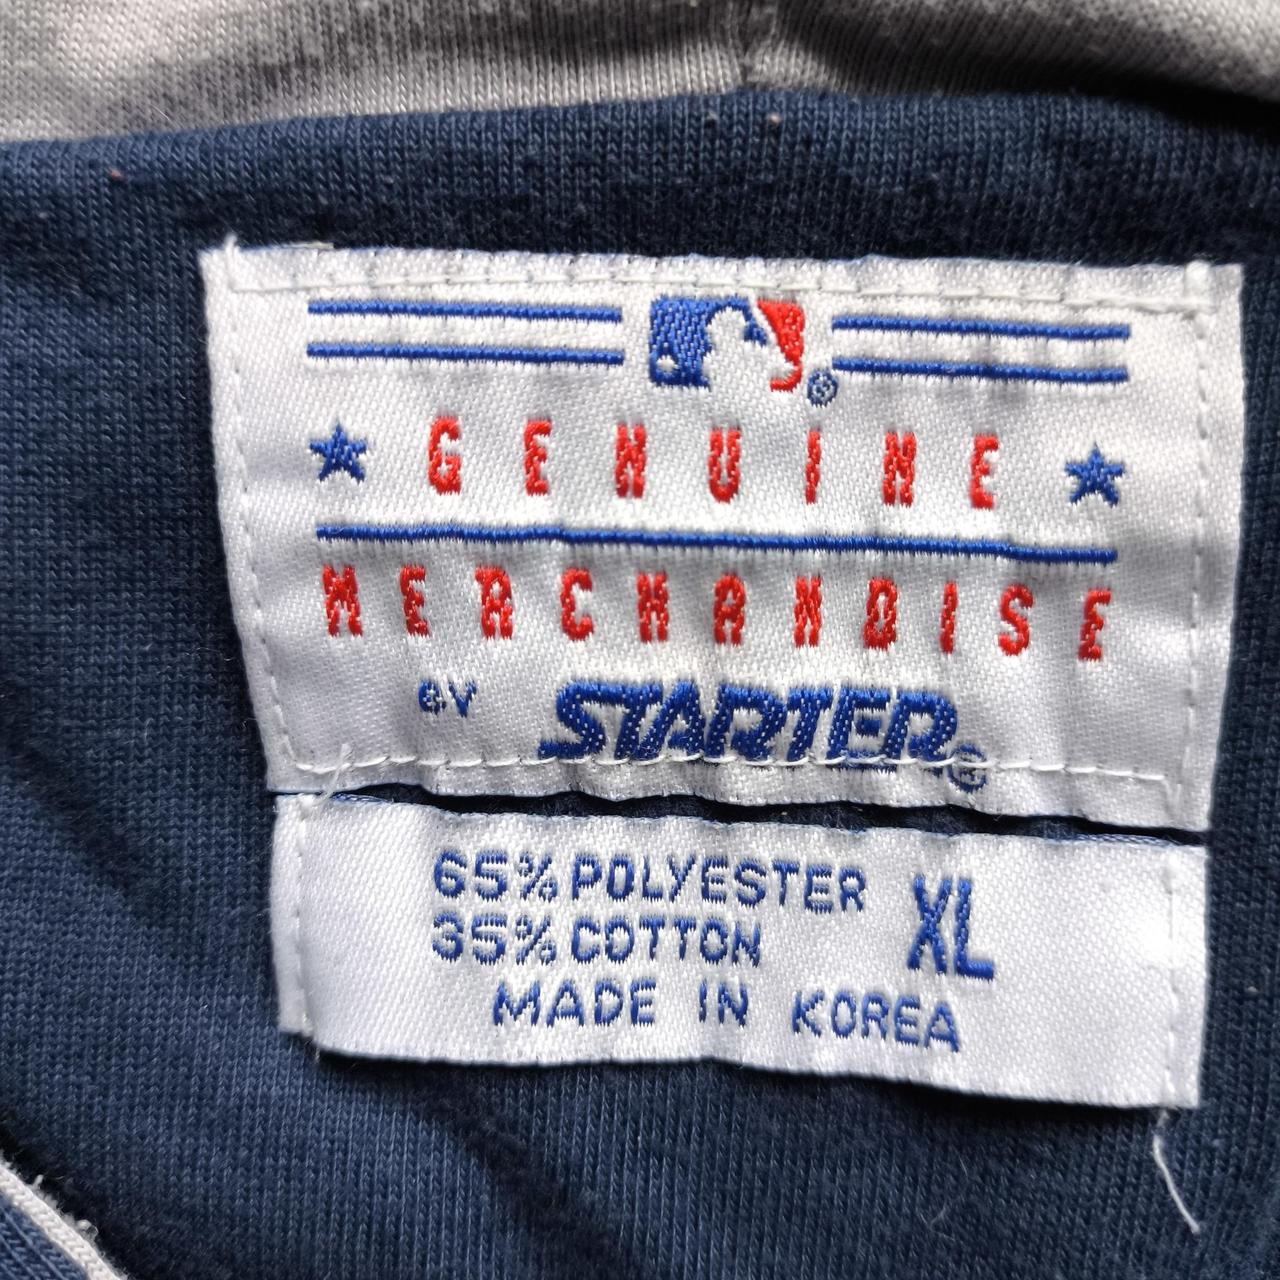 ®
GENUINE
MERCHANDISE
BY STARTER®
65% POLYESTER XL
35% COTTON
MADE IN KOREA